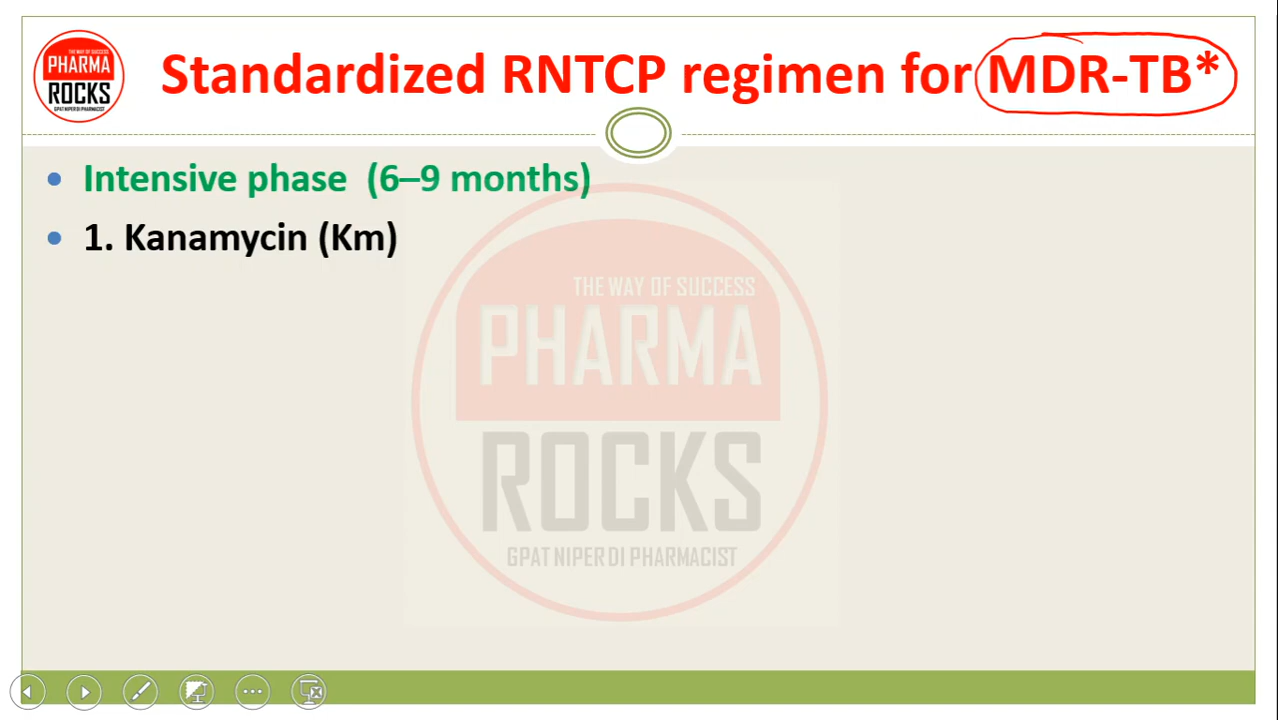 THE WAY OF SUCCESS
PHARMA
ROCKS
GPAT NIPER DI PHARMACIST
Standardized RNTCP regimen for MDR-TB*
• Intensive phase (6–9 months)
• 1. Kanamycin (Km)
THE WAY OF SUCCESS
PHARMA
ROCKS
GPAT NIPER DI PHARMACIST